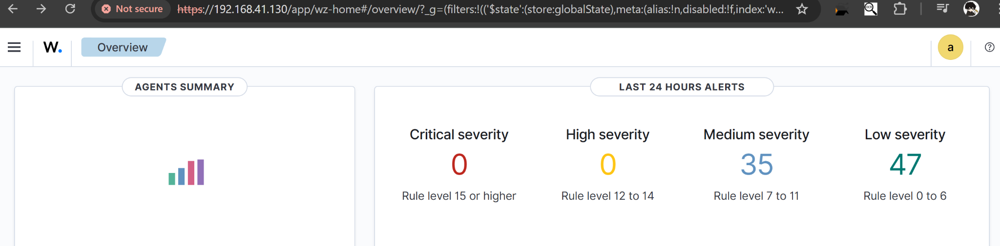 Not secure https://192.168.41.130/app/wz-home#/overview/?_g=(filters:!(('$state':(store:globalState),meta:(alias:!n,disabled:!f,index:'w...
OCR
W. Overview a ?
AGENTS SUMMARY
LAST 24 HOURS ALERTS
Critical severity
0
Rule level 15 or higher
High severity
0
Rule level 12 to 14
Medium severity
35
Rule level 7 to 11
Low severity
47
Rule level 0 to 6